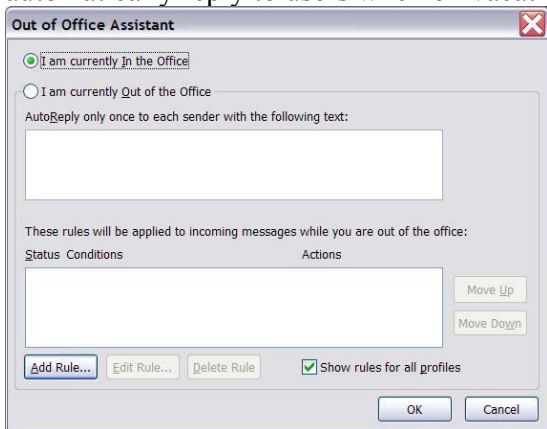 Out of Office Assistant
I am currently In the Office
I am currently Out of the Office
AutoReply only once to each sender with the following text:
These rules will be applied to incoming messages while you are out of the office:
Status Conditions Actions
Move Up
Move Down
Add Rule... Edit Rule... Delete Rule Show rules for all profiles
OK Cancel